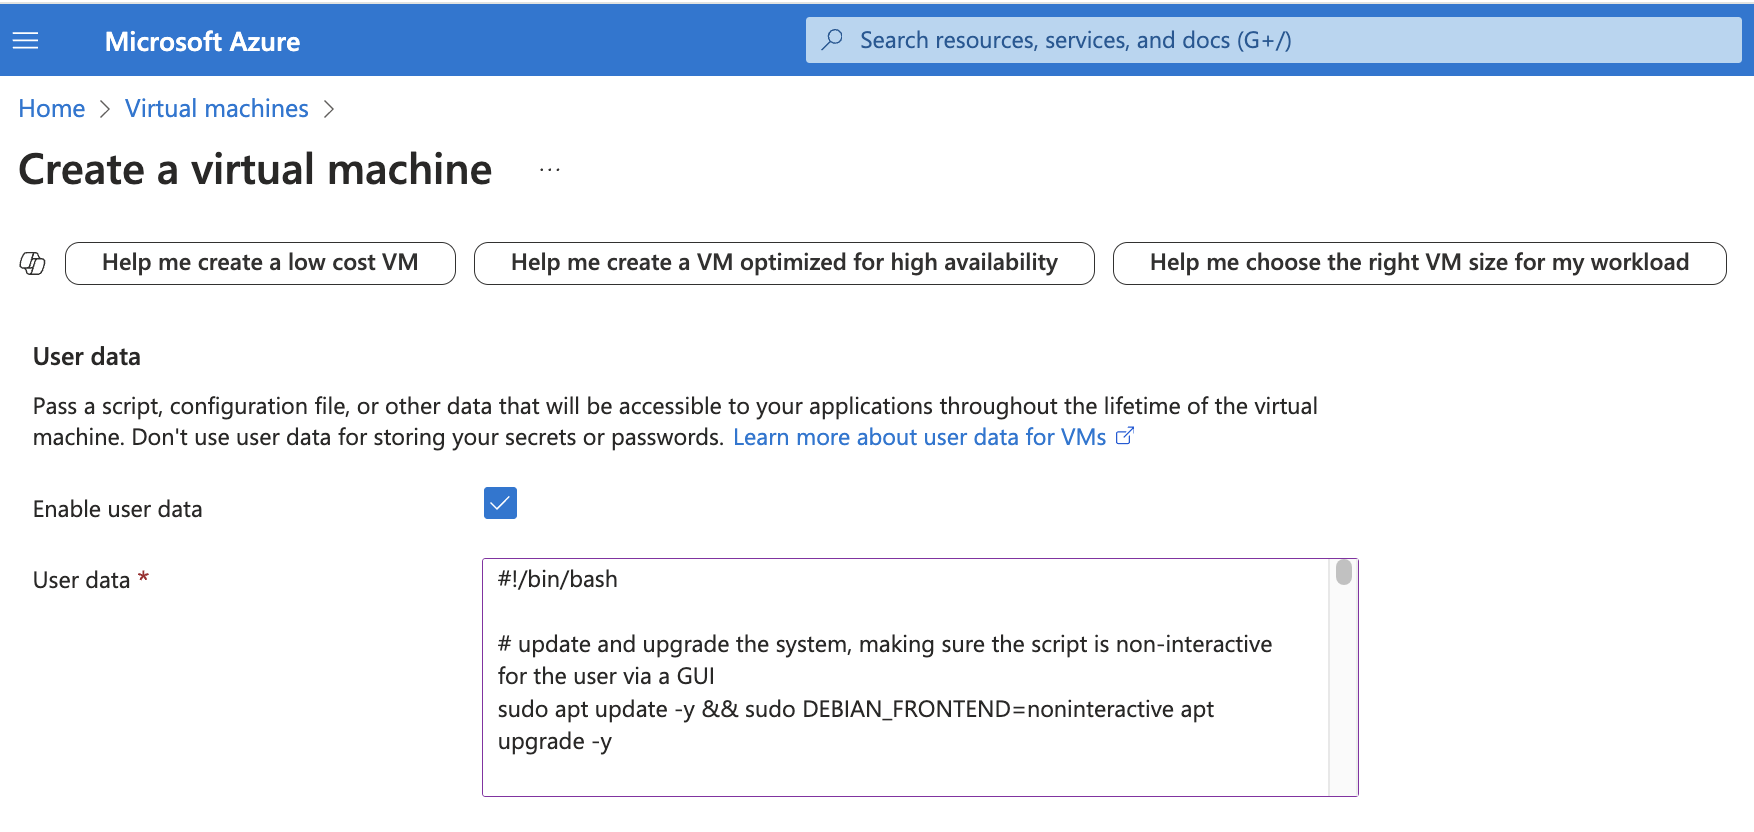 Microsoft Azure
Search resources, services, and docs (G+/)
Home > Virtual machines >
Create a virtual machine ...
Help me create a low cost VM
Help me create a VM optimized for high availability
Help me choose the right VM size for my workload
User data
Pass a script, configuration file, or other data that will be accessible to your applications throughout the lifetime of the virtual
machine. Don't use user data for storing your secrets or passwords. Learn more about user data for VMs
Enable user data
User data *
#!/bin/bash
# update and upgrade the system, making sure the script is non-interactive
for the user via a GUI
sudo apt update -y && sudo DEBIAN_FRONTEND=noninteractive apt
upgrade -y